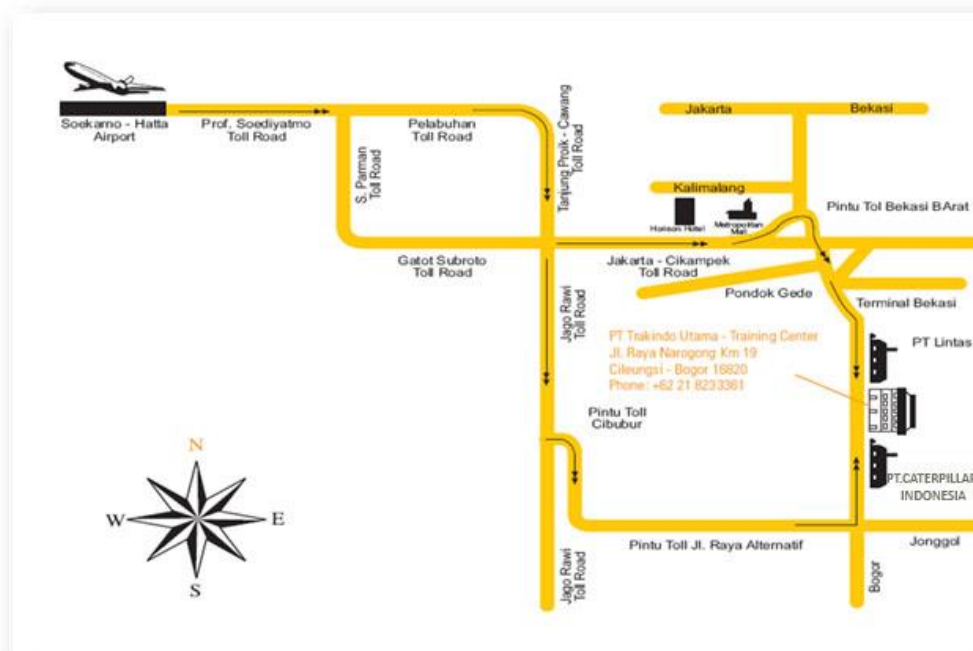 Soekarno - Hatta
Airport
Prof. Soediyatmo
Toll Road
Pelabuhan
Toll Road
S. Parman
Toll Road
Tanjung Proik - Cawang
Toll Road
Jakarta
Bekasi
Kalimalang
Horison Hotel
Metropolitan
Mall
Pintu Tol Bekasi BArat
Gatot Subroto
Toll Road
Jakarta - Cikampek
Toll Road
Pondok Gede
Terminal Bekasi
Jago Rawi
Toll Road
PT Trakindo Utama - Training Center
Jl. Raya Narogong Km 19
Cileungsi - Bogor 16820
Phone: +62 21 8233361
PT Lintas
Pintu Toll
Cibubur
PT.CATERPILLAR
INDONESIA
N
W
E
S
Pintu Toll Jl. Raya Alternatif
Jonggol
Jago Rawi
Toll Road
Bogor